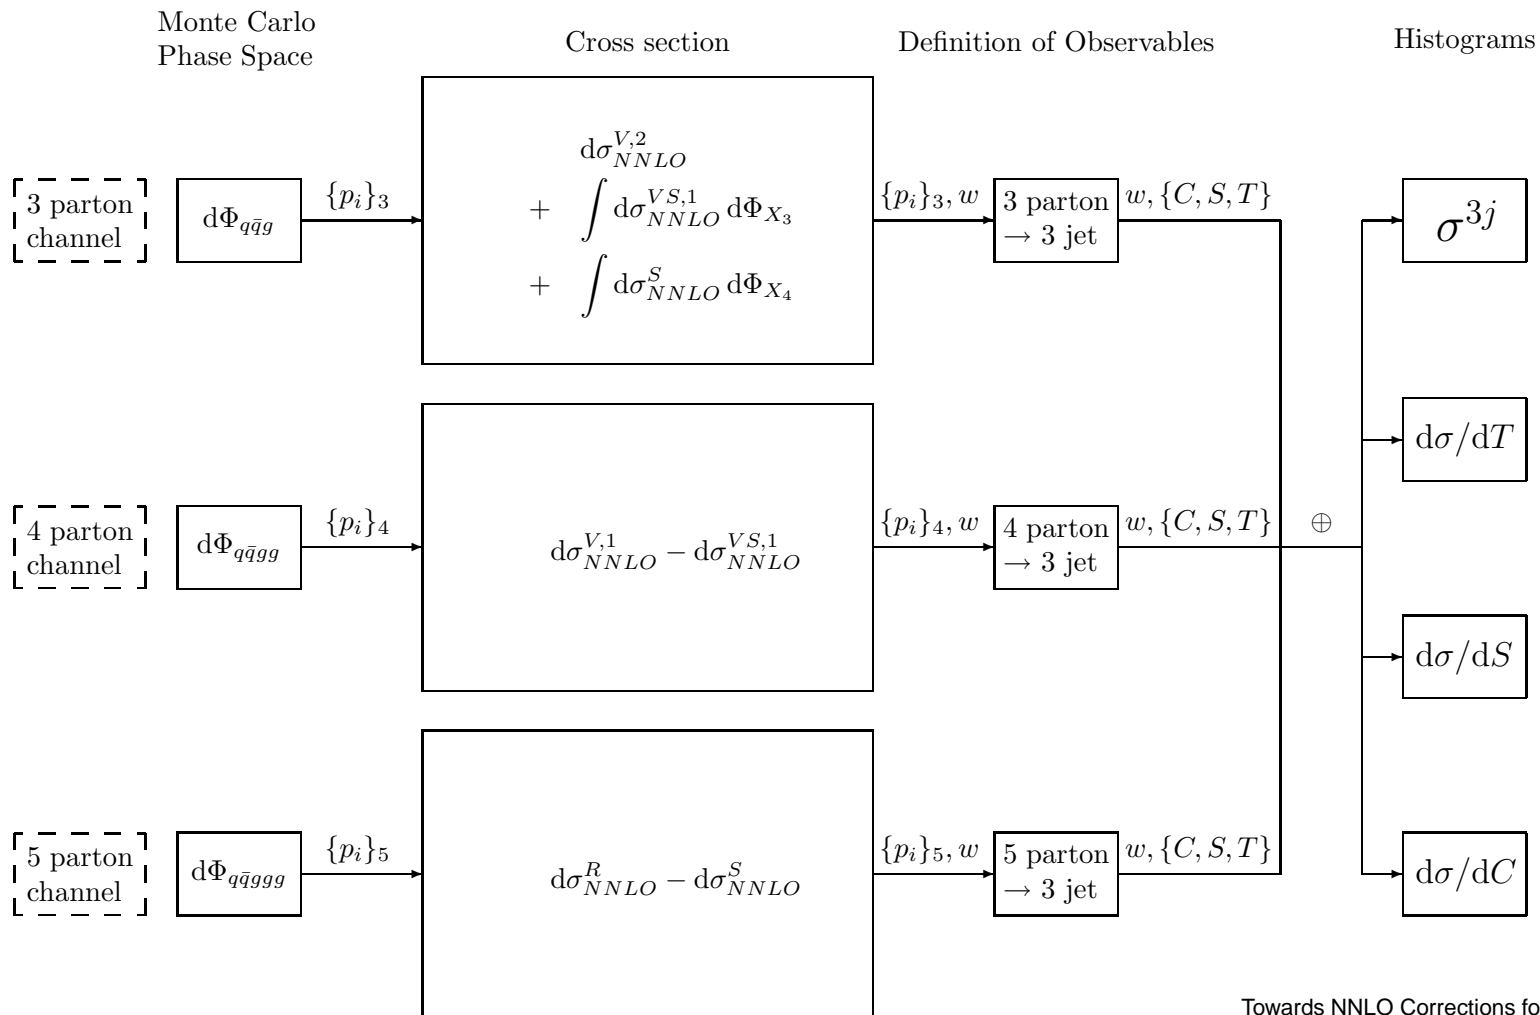 Monte Carlo
Phase Space
Cross section
Definition of Observables
Histograms
3 parton
channel
dΦ_{qq̄g}
{p_i}_3
dσ^{V,2}_{NNLO}
+ ∫ dσ^{VS,1}_{NNLO} dΦ_{X_3}
+ ∫ dσ^{S}_{NNLO} dΦ_{X_4}
{p_i}_3, w
3 parton
→ 3 jet
w, {C, S, T}
σ^{3j}
dσ/dT
4 parton
channel
dΦ_{qq̄gg}
{p_i}_4
dσ^{V,1}_{NNLO} − dσ^{VS,1}_{NNLO}
{p_i}_4, w
4 parton
→ 3 jet
w, {C, S, T}
⊕
dσ/dS
5 parton
channel
dΦ_{qq̄ggg}
{p_i}_5
dσ^{R}_{NNLO} − dσ^{S}_{NNLO}
{p_i}_5, w
5 parton
→ 3 jet
w, {C, S, T}
dσ/dC
Towards NNLO Corrections fo